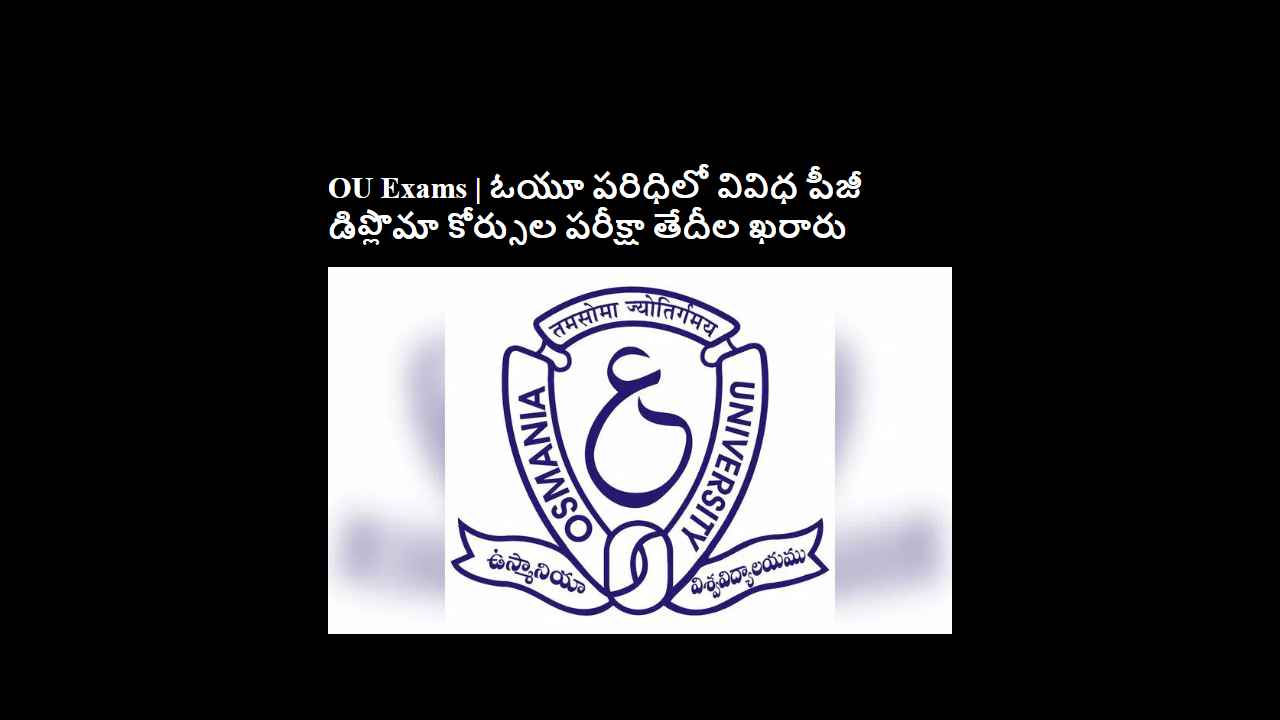 OU Exams | ఓయూ పరిధిలో వివిధ పీజీ
డిప్లొమా కోర్సుల పరీక్షా తేదీల ఖరారు
तमसोमा ज्योतिर्गमय
OSMANIA
UNIVERSITY
ع
ఉస్మానియా
విశ్వవిద్యాలయము